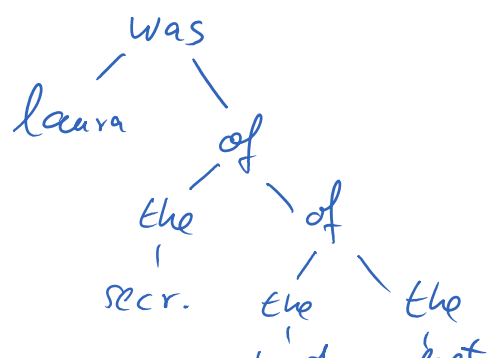 was
laura
of
the
of
secr.
the
the